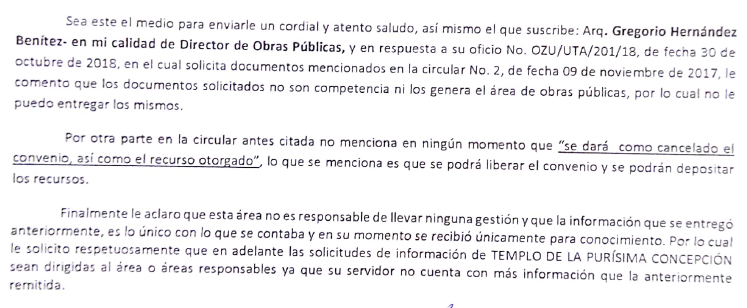 Sea este el medio para enviarle un cordial y atento saludo, así mismo el que suscribe: Arq. Gregorio Hernández
Benítez- en mi calidad de Director de Obras Públicas, y en respuesta a su oficio No. OZU/UTA/201/18, de fecha 30 de
octubre de 2018, en el cual solicita documentos mencionados en la circular No. 2, de fecha 09 de noviembre de 2017, le
comento que los documentos solicitados no son competencia ni los genera el área de obras públicas, por lo cual no le
puedo entregar los mismos.
Por otra parte en la circular antes citada no menciona en ningún momento que "se dará como cancelado el
convenio, así como el recurso otorgado", lo que se menciona es que se podrá liberar el convenio y se podrán depositar
los recursos.
Finalmente le aclaro que esta área no es responsable de llevar ninguna gestión y que la información que se entregó
anteriormente, es lo único con lo que se contaba y en su momento se recibió únicamente para conocimiento. Por lo cual
le solicito respetuosamente que en adelante las solicitudes de información de TEMPLO DE LA PURÍSIMA CONCEPCIÓN
sean dirigidas al área o áreas responsables ya que su servidor no cuenta con más información que la anteriormente
remitida.